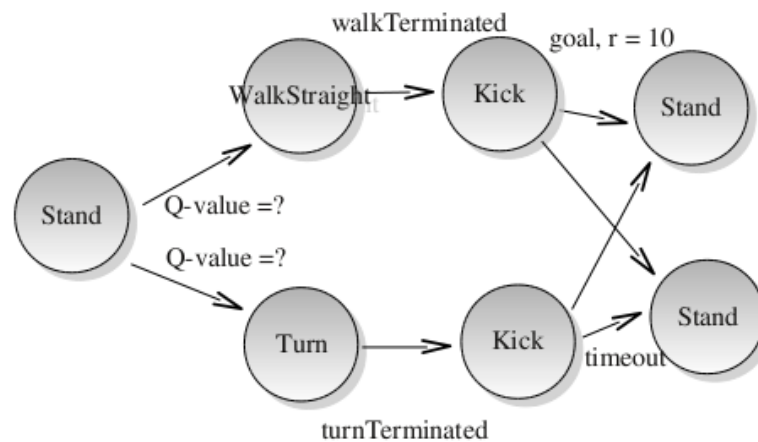 walkTerminated
goal, r = 10
WalkStraight
Kick
Stand
Stand
Q-value =?
Q-value =?
Turn
Kick
Stand
timeout
turnTerminated